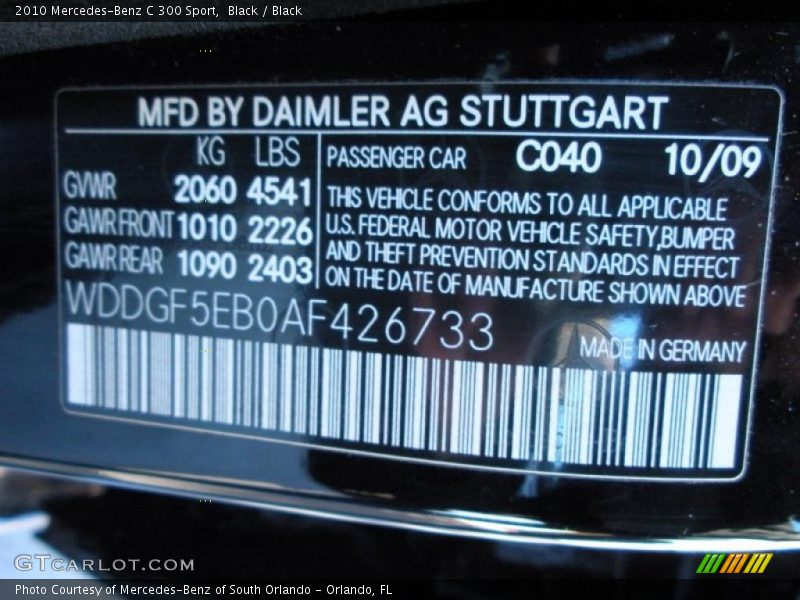 2010 Mercedes-Benz C 300 Sport,  Black / Black
MFD BY DAIMLER AG STUTTGART
KG LBS
GVWR 2060 4541
GAWR FRONT 1010 2226
GAWR REAR 1090 2403
PASSENGER CAR C040 10/09
THIS VEHICLE CONFORMS TO ALL APPLICABLE
U.S. FEDERAL MOTOR VEHICLE SAFETY,BUMPER
AND THEFT PREVENTION STANDARDS IN EFFECT
ON THE DATE OF MANUFACTURE SHOWN ABOVE
WDDGF5EB0AF426733
MADE IN GERMANY
GTCARLOT.COM
Photo Courtesy of Mercedes-Benz of South Orlando - Orlando, FL